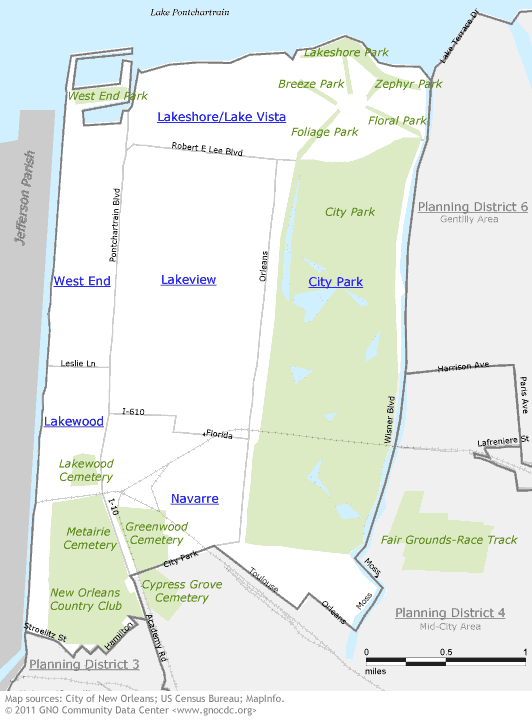 Lake Pontchartrain
Lake Terrace Dr
Lakeshore Park
Breeze Park
Zephyr Park
West End Park
Lakeshore/Lake Vista
Floral Park
Foliage Park
Robert E Lee Blvd
Jefferson Parish
Pontchartrain Blvd
City Park
Planning District 6
Gentilly Area
Orleans
West End
Lakeview
City Park
Leslie Ln
Harrison Ave
Paris Ave
Wisner Blvd
I-610
Lakewood
Florida
Lafreniere St
Lakewood
Cemetery
Navarre
I-10
Metairie
Cemetery
Greenwood
Cemetery
Fair Grounds-Race Track
City Park
Toulouse
Moss
New Orleans
Country Club
Cypress Grove
Cemetery
Moss
Orleans
Planning District 4
Mid-City Area
Stroelitz St
Hamilton
Academy Rd
Planning District 3
0 0.5 1
miles
Map sources: City of New Orleans; US Census Bureau; MapInfo.
© 2011 GNO Community Data Center <www.gnocdc.org>